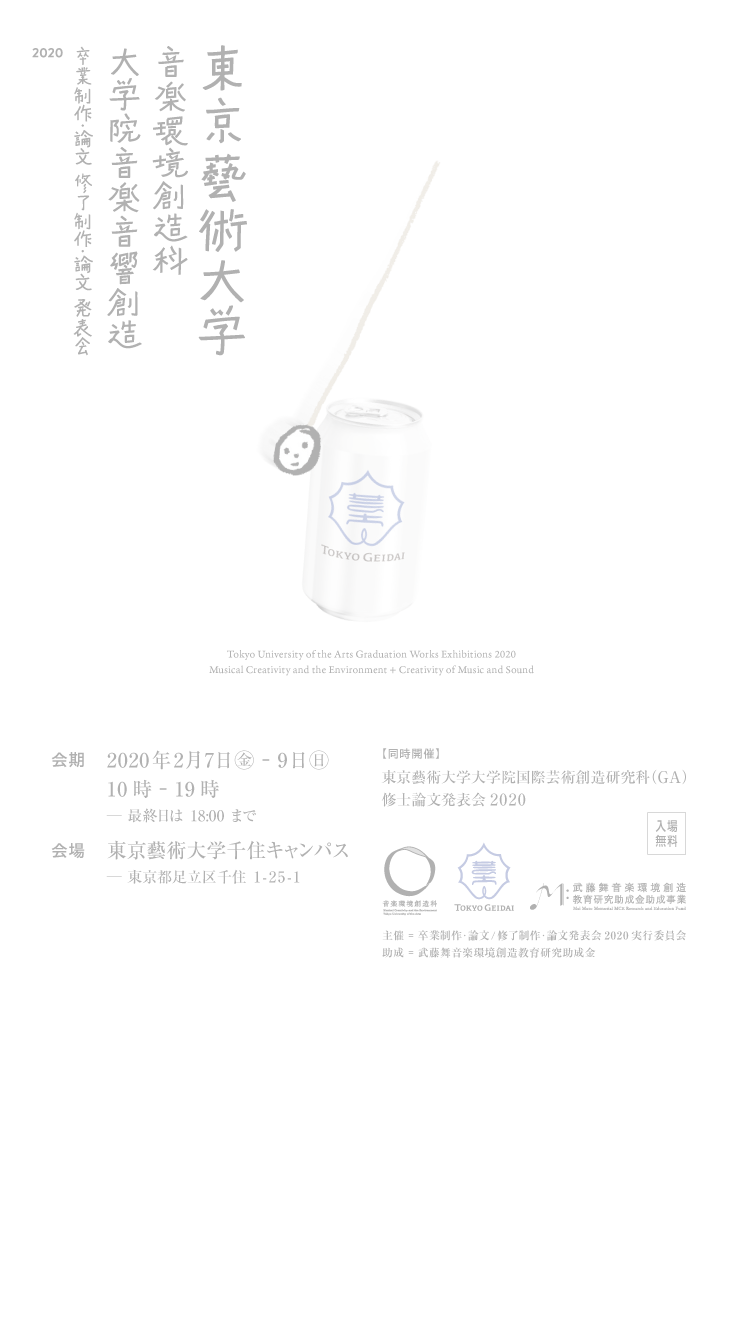 東京藝術大学
音楽環境創造科
大学院音楽音響創造
卒業制作・論文 修了制作・論文 発表会
2020
TOKYO GEIDAI
Tokyo University of the Arts Graduation Works Exhibitions 2020
Musical Creativity and the Environment + Creativity of Music and Sound
会期 2020年2月7日㊎ - 9日㊐
10時 - 19時
― 最終日は 18:00 まで
会場 東京藝術大学千住キャンパス
― 東京都足立区千住 1-25-1
【同時開催】
東京藝術大学大学院国際芸術創造研究科(GA)
修士論文発表会 2020
入場
無料
音楽環境創造科
TOKYO GEIDAI
武藤舞音楽環境創造
教育研究助成金助成事業
主催 = 卒業制作・論文/修了制作・論文発表会 2020 実行委員会
助成 = 武藤舞音楽環境創造教育研究助成金